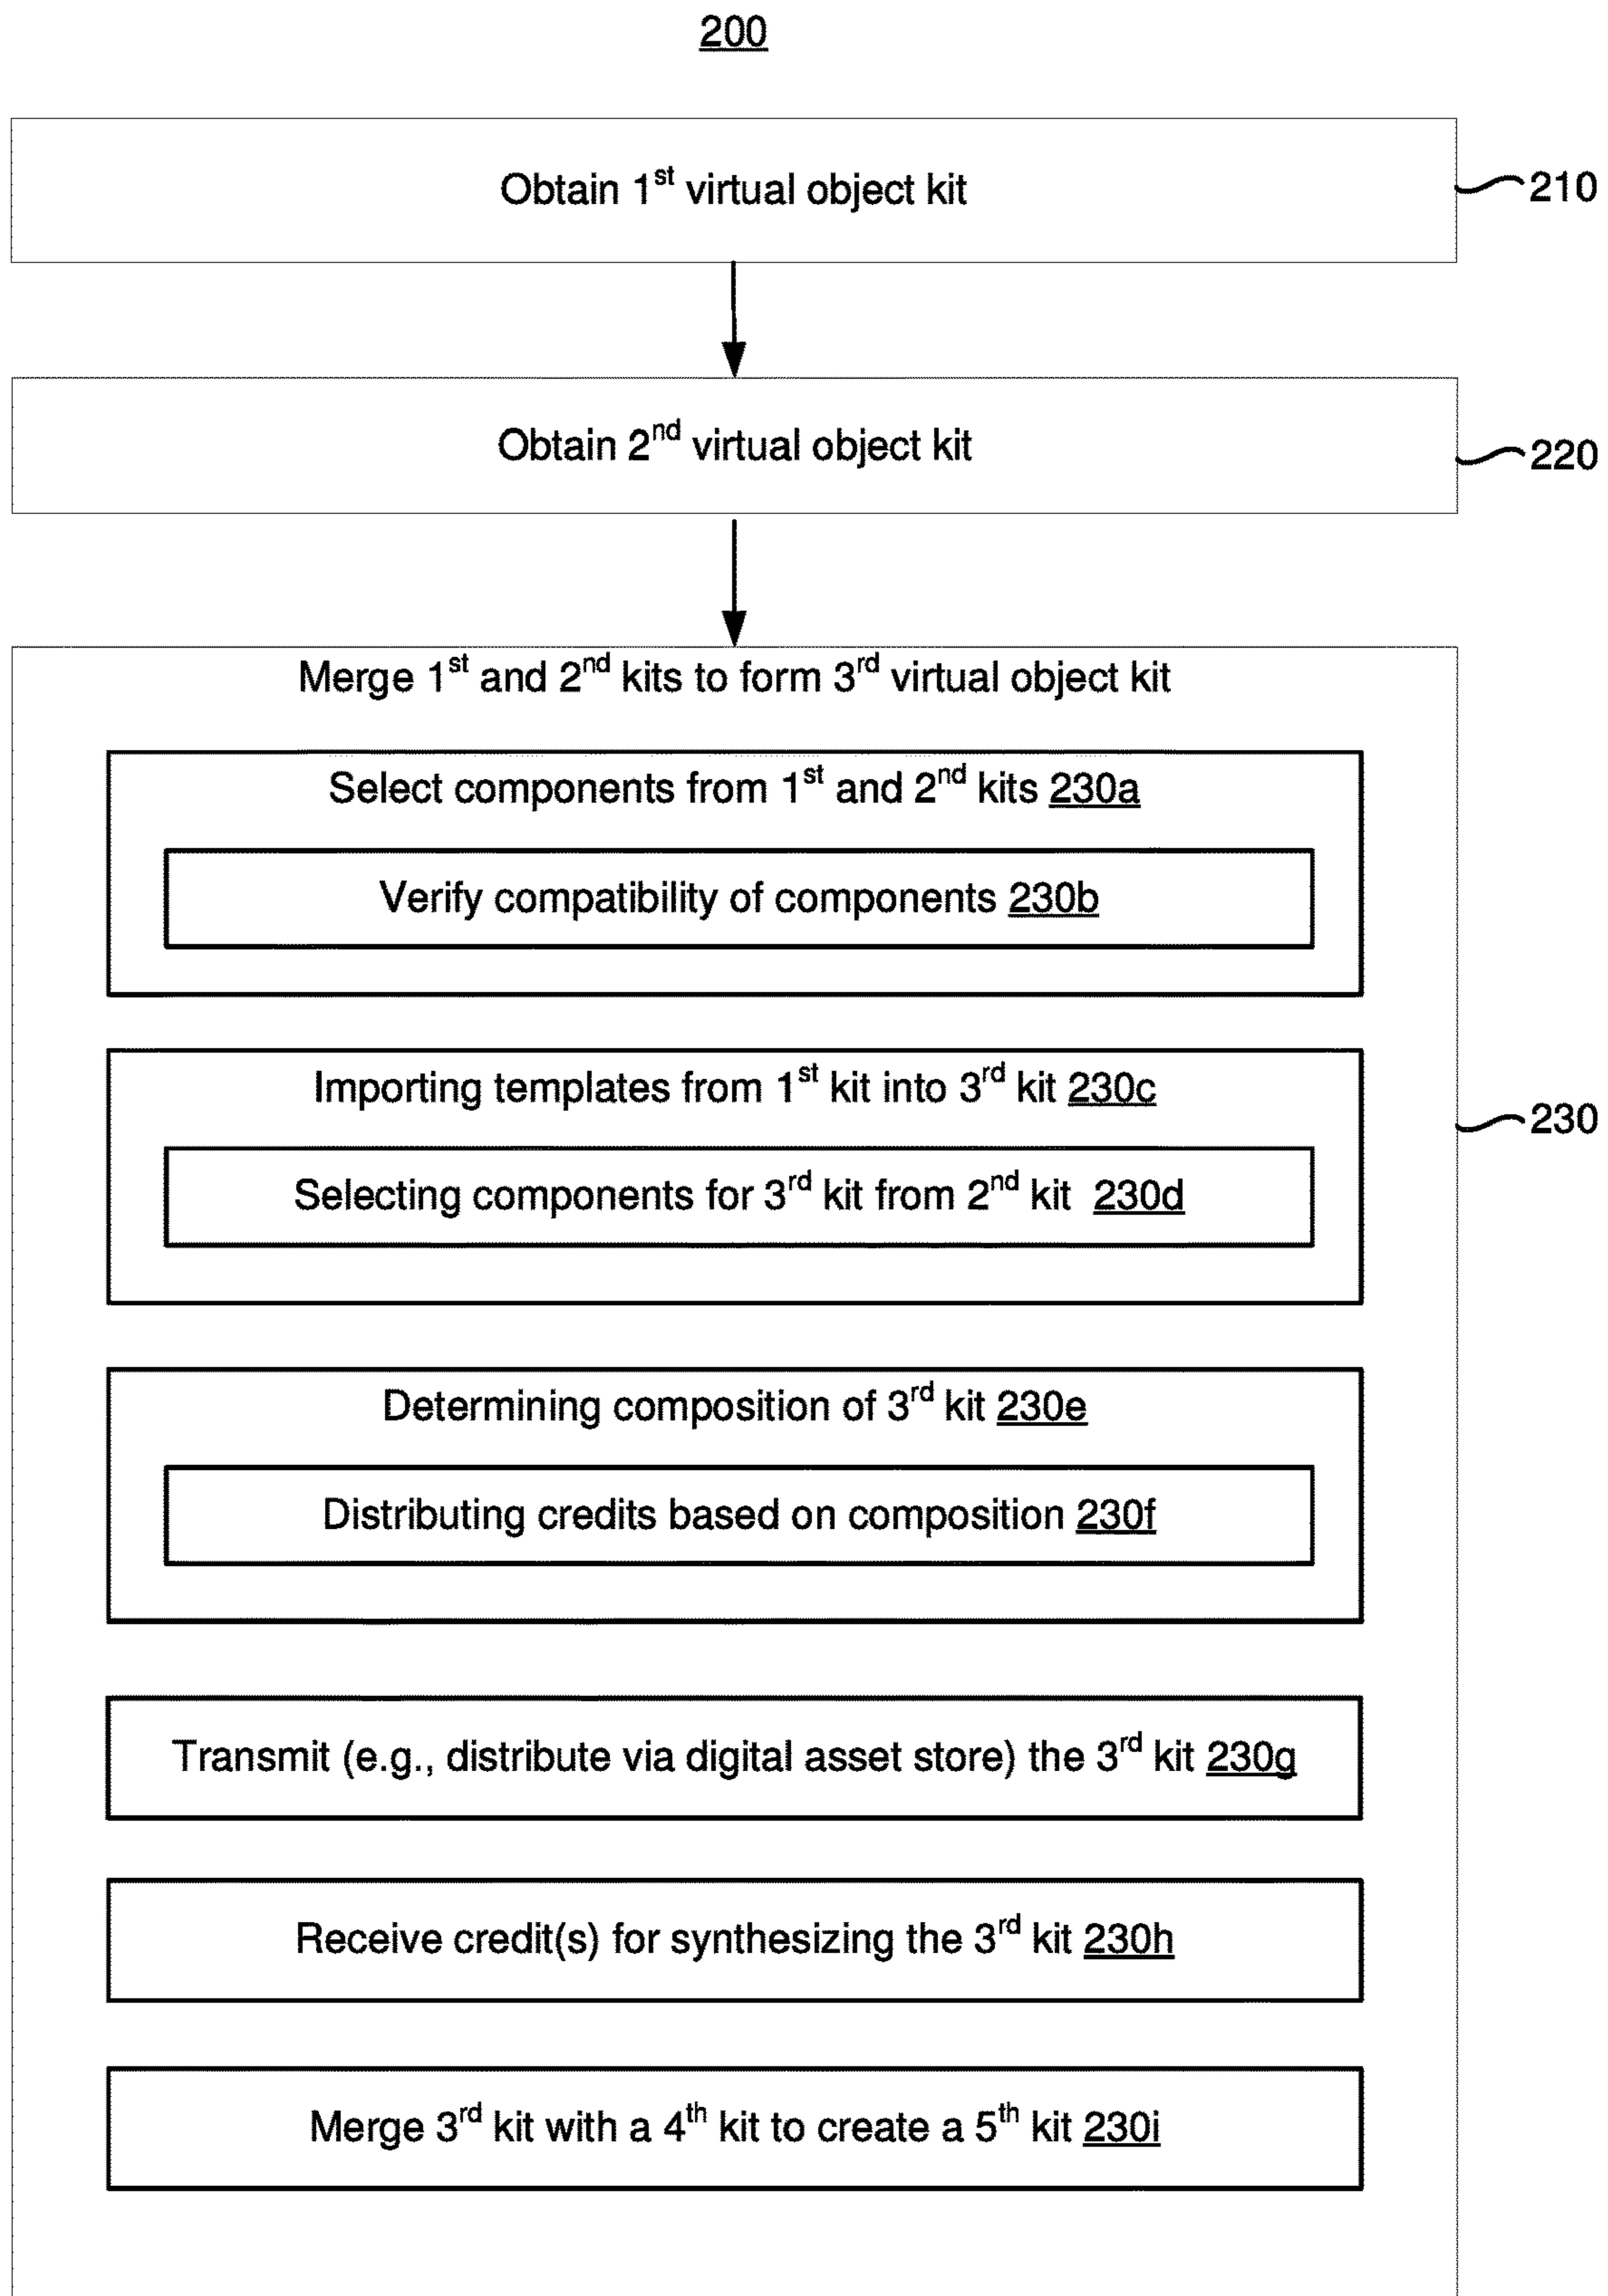 200
Obtain 1st virtual object kit
210
Obtain 2nd virtual object kit
220
Merge 1st and 2nd kits to form 3rd virtual object kit
Select components from 1st and 2nd kits 230a
Verify compatibility of components 230b
Importing templates from 1st kit into 3rd kit 230c
230
Selecting components for 3rd kit from 2nd kit 230d
Determining composition of 3rd kit 230e
Distributing credits based on composition 230f
Transmit (e.g., distribute via digital asset store) the 3rd kit 230g
Receive credit(s) for synthesizing the 3rd kit 230h
Merge 3rd kit with a 4th kit to create a 5th kit 230i